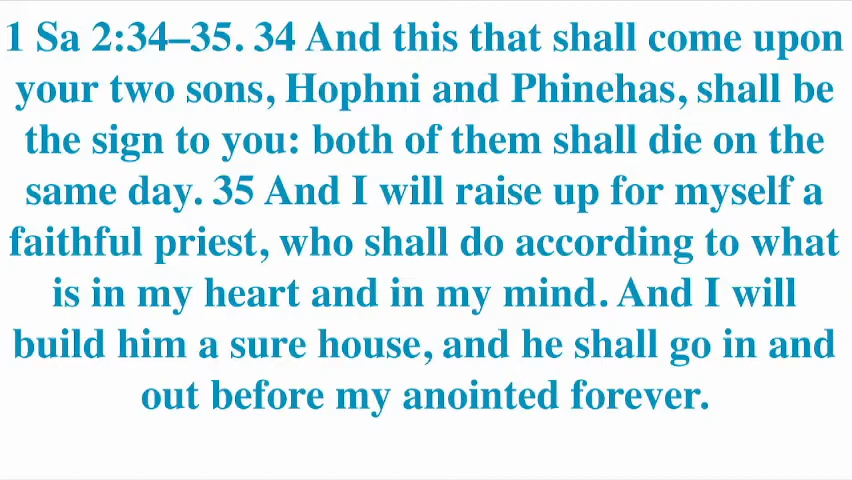 1 Sa 2:34–35. 34 And this that shall come upon
your two sons, Hophni and Phinehas, shall be
the sign to you: both of them shall die on the
same day. 35 And I will raise up for myself a
faithful priest, who shall do according to what
is in my heart and in my mind. And I will
build him a sure house, and he shall go in and
out before my anointed forever.